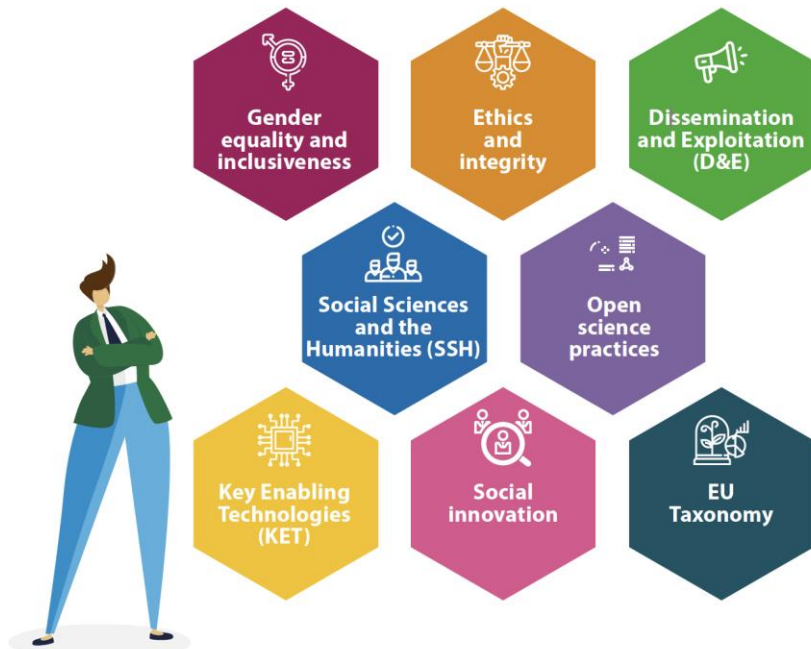 Gender
equality and
inclusiveness
Ethics
and
integrity
Dissemination
and Exploitation
(D&E)
Social Sciences
and the
Humanities (SSH)
Open
science
practices
Key Enabling
Technologies
(KET)
Social
innovation
EU
Taxonomy